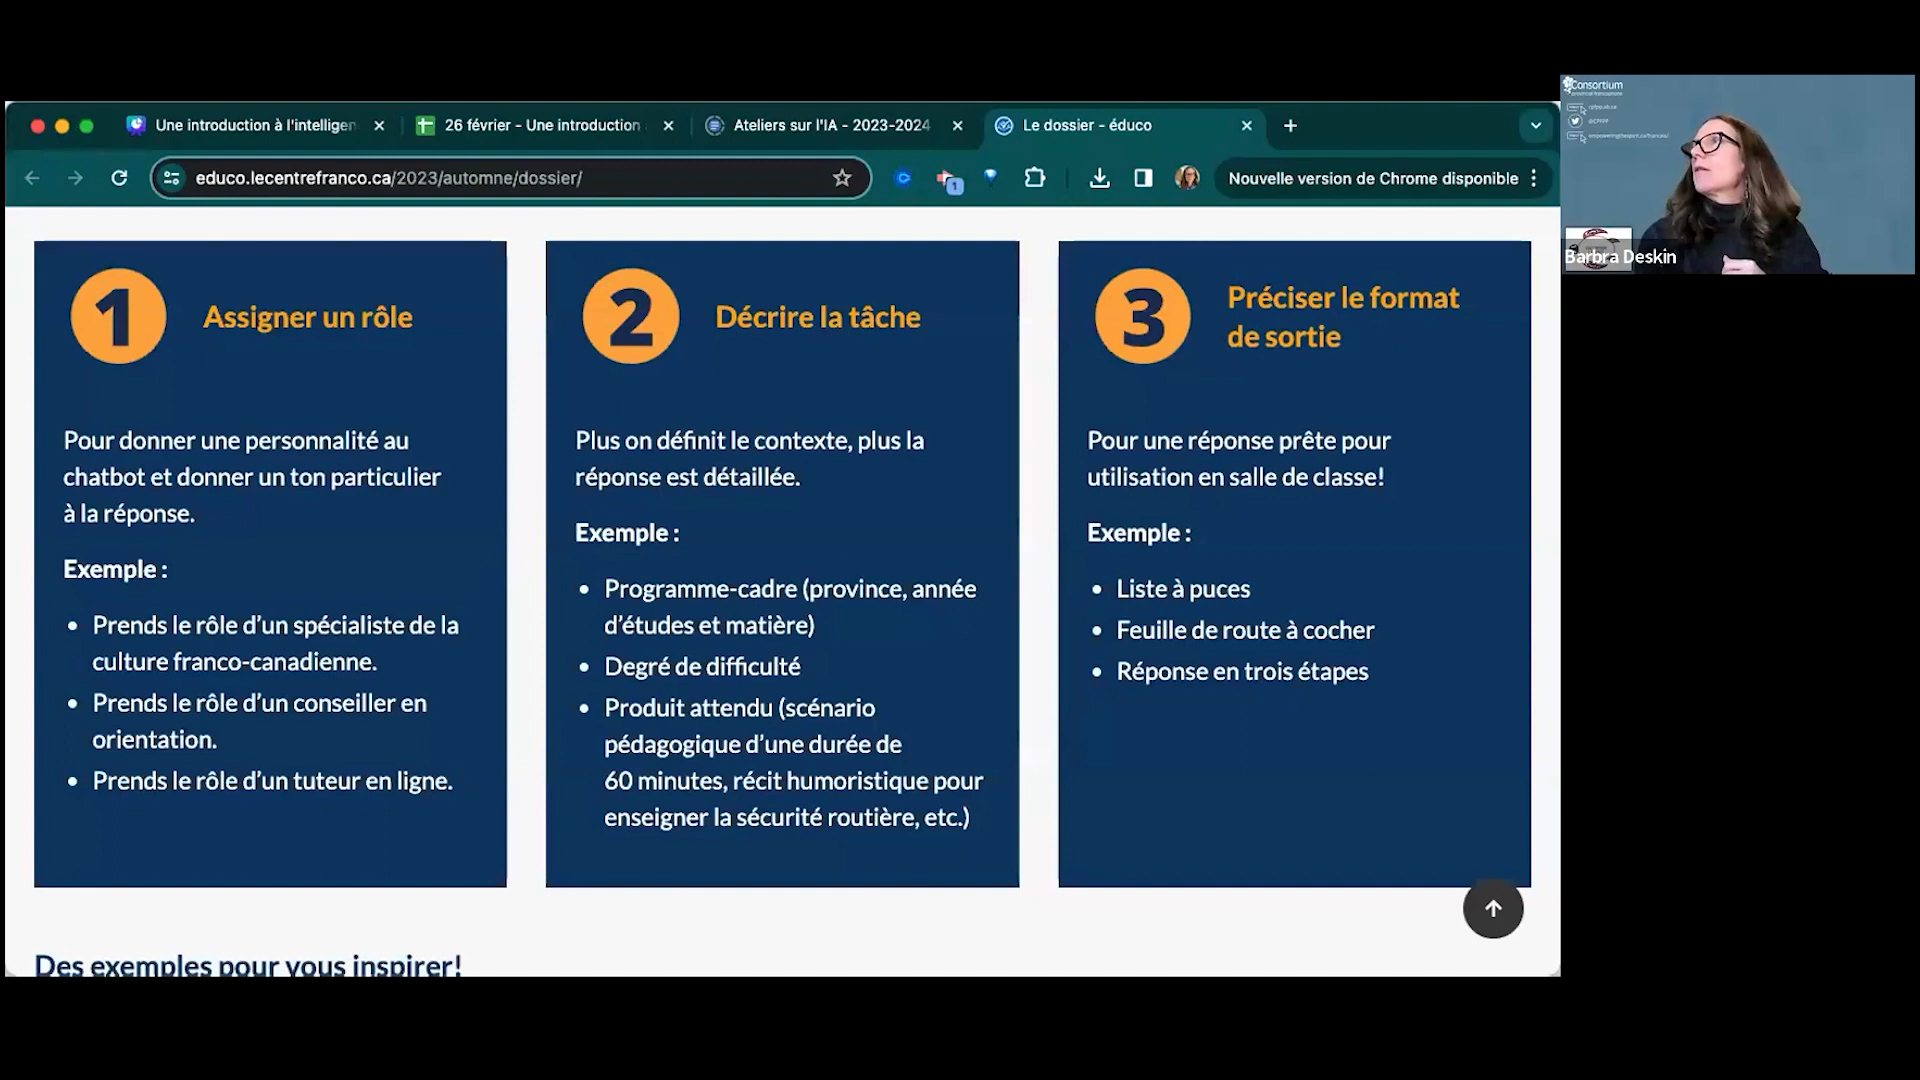 Une introduction à l'intelligen
26 février - Une introduction
Ateliers sur l'IA - 2023-2024
Le dossier - éduco
educo.lecentrefranco.ca/2023/automne/dossier/
1
Nouvelle version de Chrome disponible
1
Assigner un rôle
Pour donner une personnalité au
chatbot et donner un ton particulier
à la réponse.
Exemple :
• Prends le rôle d'un spécialiste de la
culture franco-canadienne.
• Prends le rôle d'un conseiller en
orientation.
• Prends le rôle d'un tuteur en ligne.
2
Décrire la tâche
Plus on définit le contexte, plus la
réponse est détaillée.
Exemple :
• Programme-cadre (province, année
d'études et matière)
• Degré de difficulté
• Produit attendu (scénario
pédagogique d'une durée de
60 minutes, récit humoristique pour
enseigner la sécurité routière, etc.)
3
Préciser le format
de sortie
Pour une réponse prête pour
utilisation en salle de classe!
Exemple :
• Liste à puces
• Feuille de route à cocher
• Réponse en trois étapes
Des exemples pour vous inspirer!
Consortium
Barbra Deskin